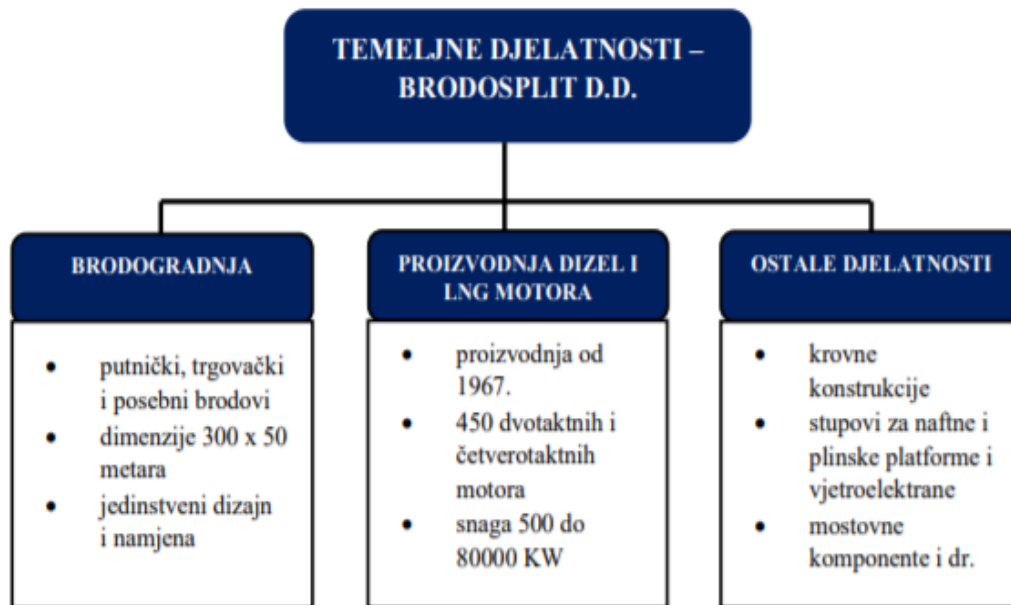 TEMELJNE DJELATNOSTI –
BRODOSPLIT D.D.
BRODOGRADNJA
• putnički, trgovački
i posebni brodovi
• dimenzije 300 x 50
metara
• jedinstveni dizajn
i namjena
PROIZVODNJA DIZEL I
LNG MOTORA
• proizvodnja od
1967.
• 450 dvotaktnih i
četverotaktnih
motora
• snaga 500 do
80000 KW
OSTALE DJELATNOSTI
• krovne
konstrukcije
• stupovi za naftne i
plinske platforme i
vjetroelektrane
• mostovne
komponente i dr.